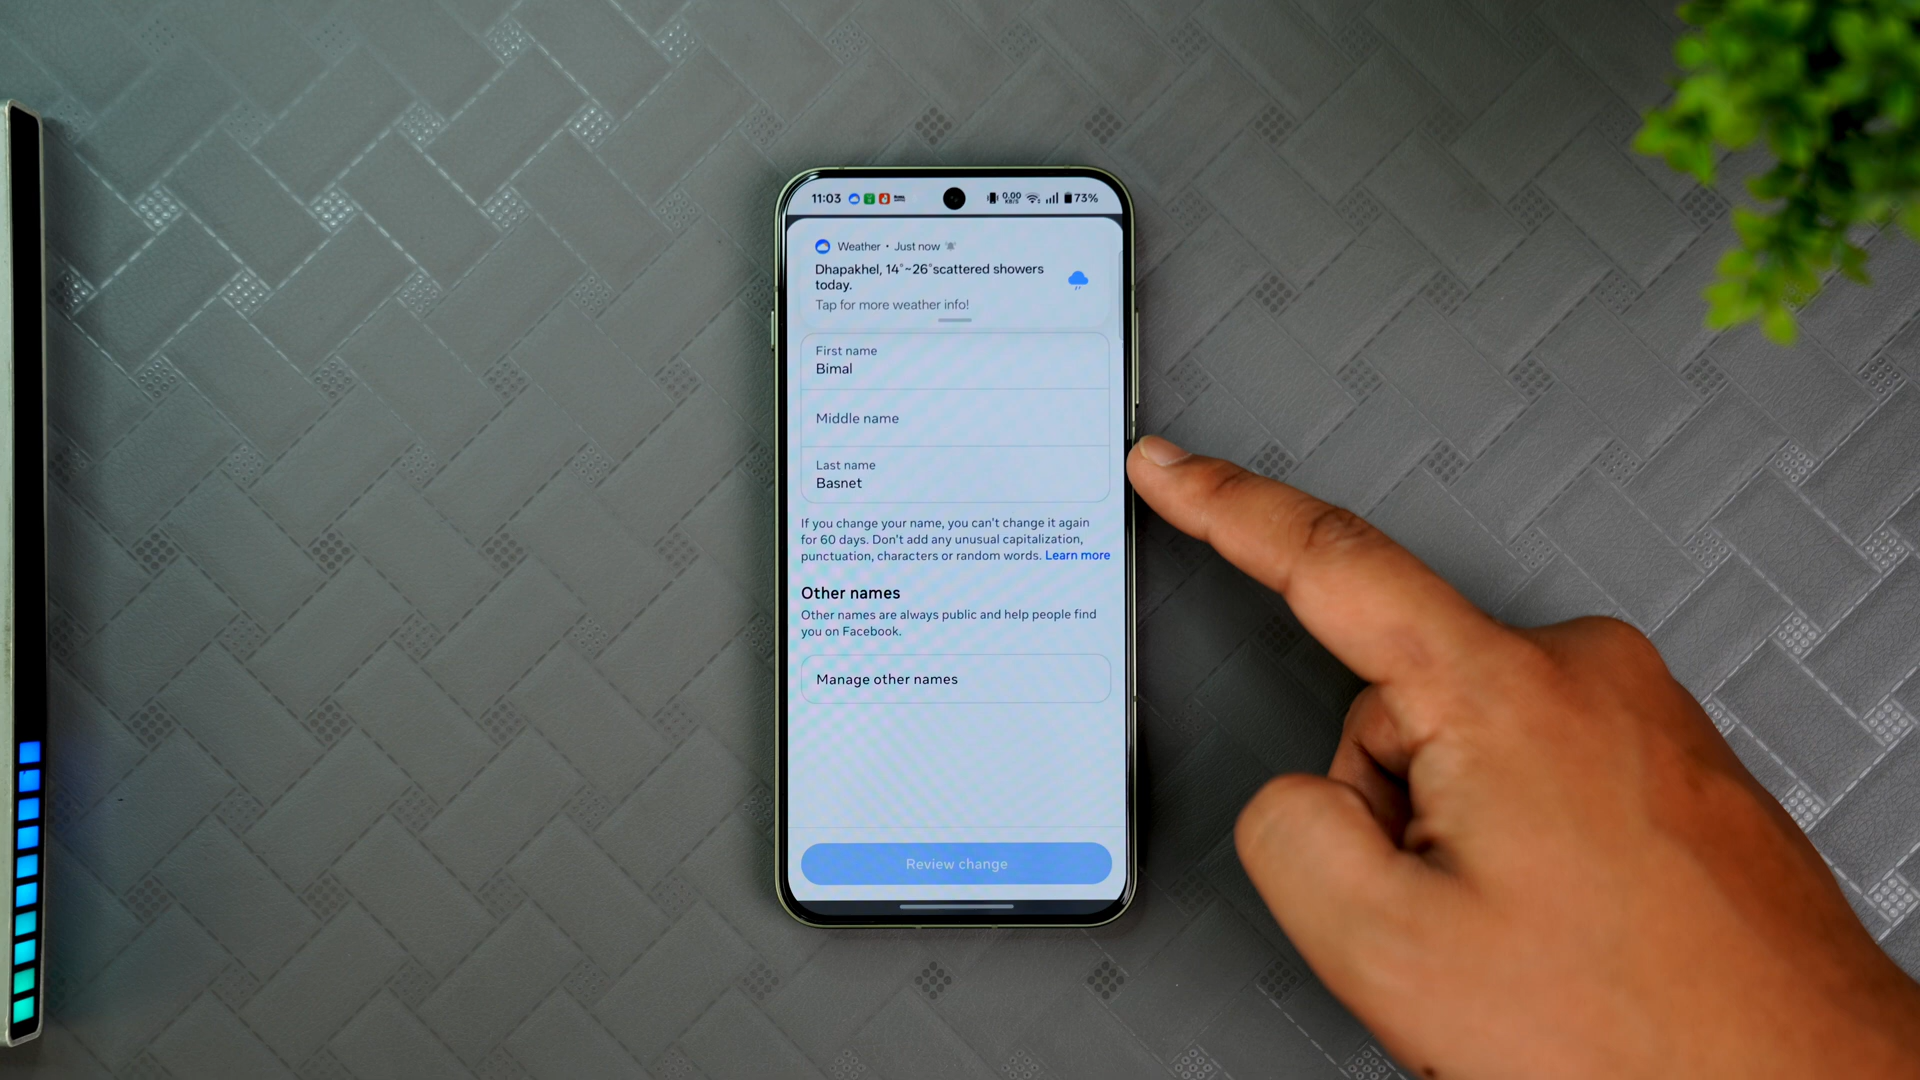 11:03 0.00 KB/S 73%
Weather • Just now
Dhapakhel, 14°~26°scattered showers
today.
Tap for more weather info!
First name
Bimal
Middle name
Last name
Basnet
If you change your name, you can't change it again
for 60 days. Don't add any unusual capitalization,
punctuation, characters or random words. Learn more
Other names
Other names are always public and help people find
you on Facebook.
Manage other names
Review change